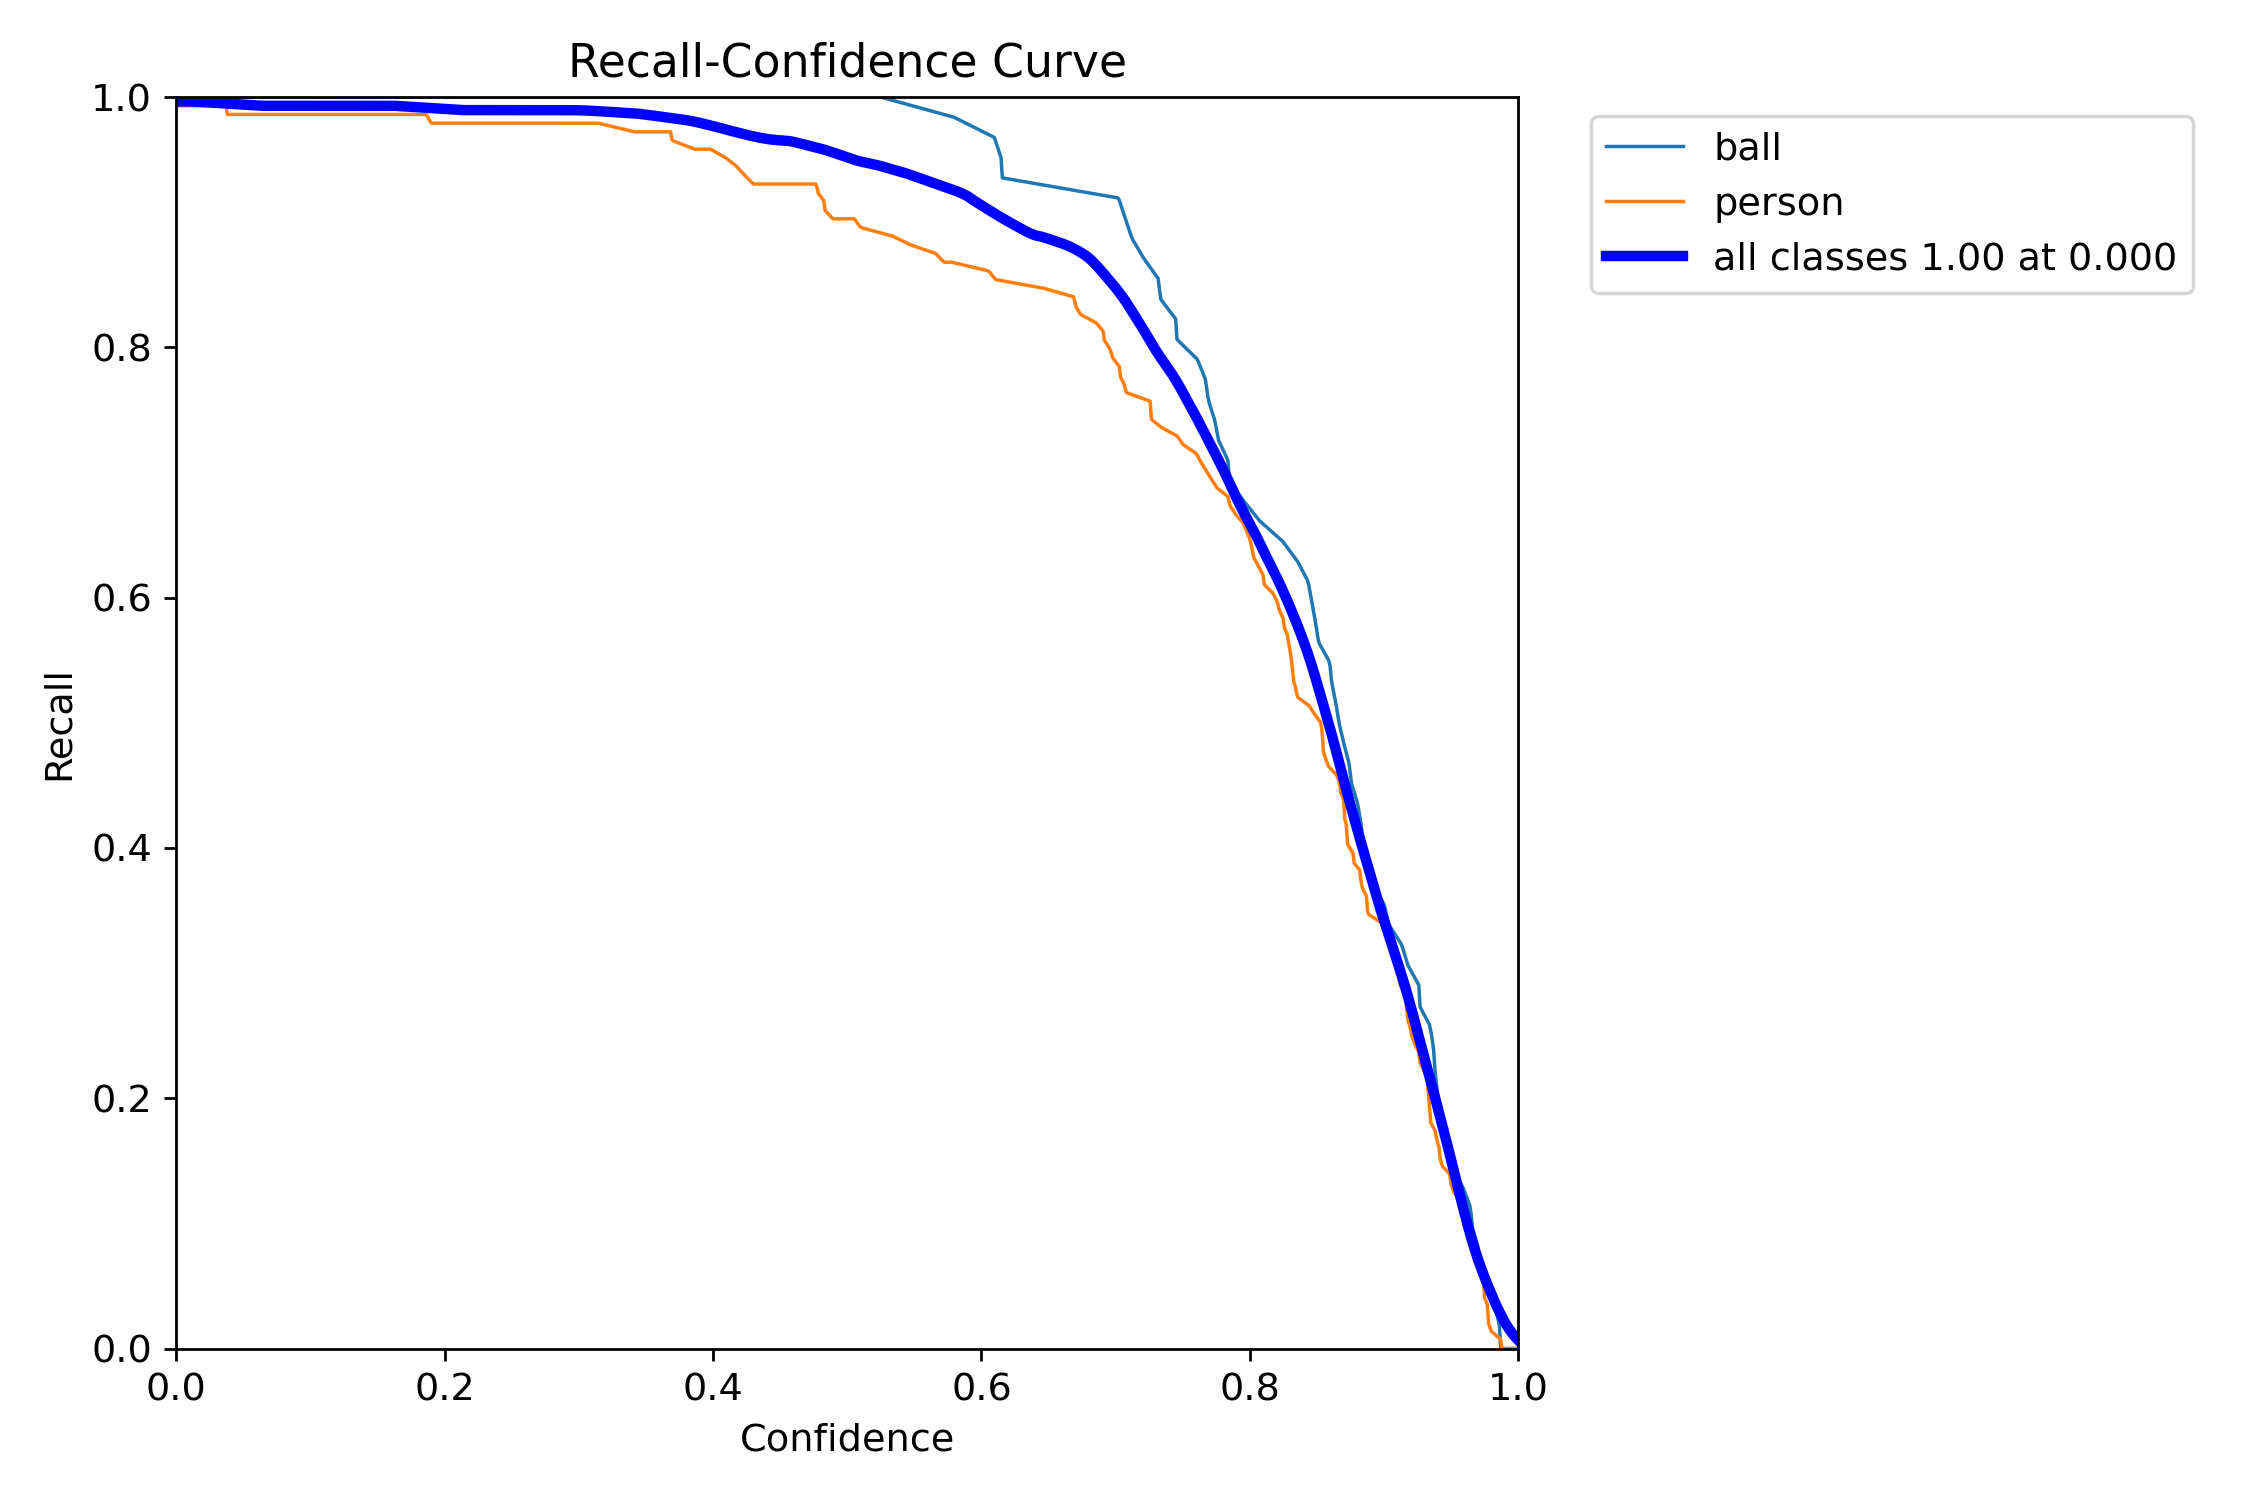 Recall-Confidence Curve
1.0
0.8
0.6
0.4
0.2
0.0
Recall
0.0 0.2 0.4 0.6 0.8 1.0
Confidence
ball
person
all classes 1.00 at 0.000